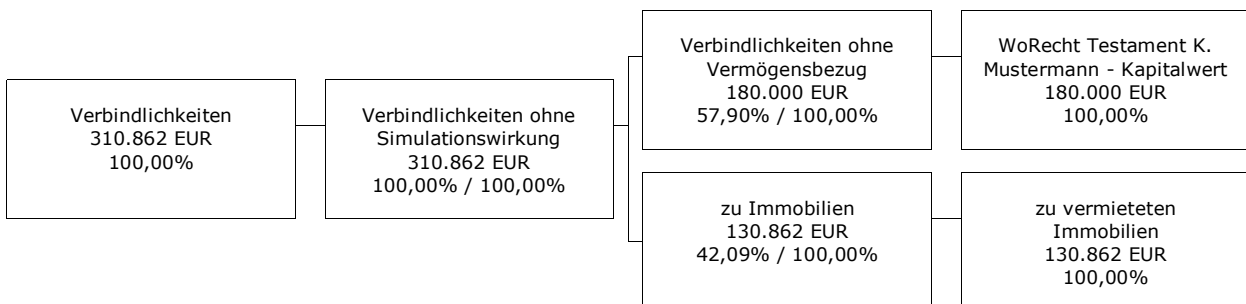 Verbindlichkeiten
310.862 EUR
100,00%
Verbindlichkeiten ohne
Simulationswirkung
310.862 EUR
100,00% / 100,00%
Verbindlichkeiten ohne
Vermögensbezug
180.000 EUR
57,90% / 100,00%
WoRecht Testament K.
Mustermann - Kapitalwert
180.000 EUR
100,00%
zu Immobilien
130.862 EUR
42,09% / 100,00%
zu vermieteten
Immobilien
130.862 EUR
100,00%